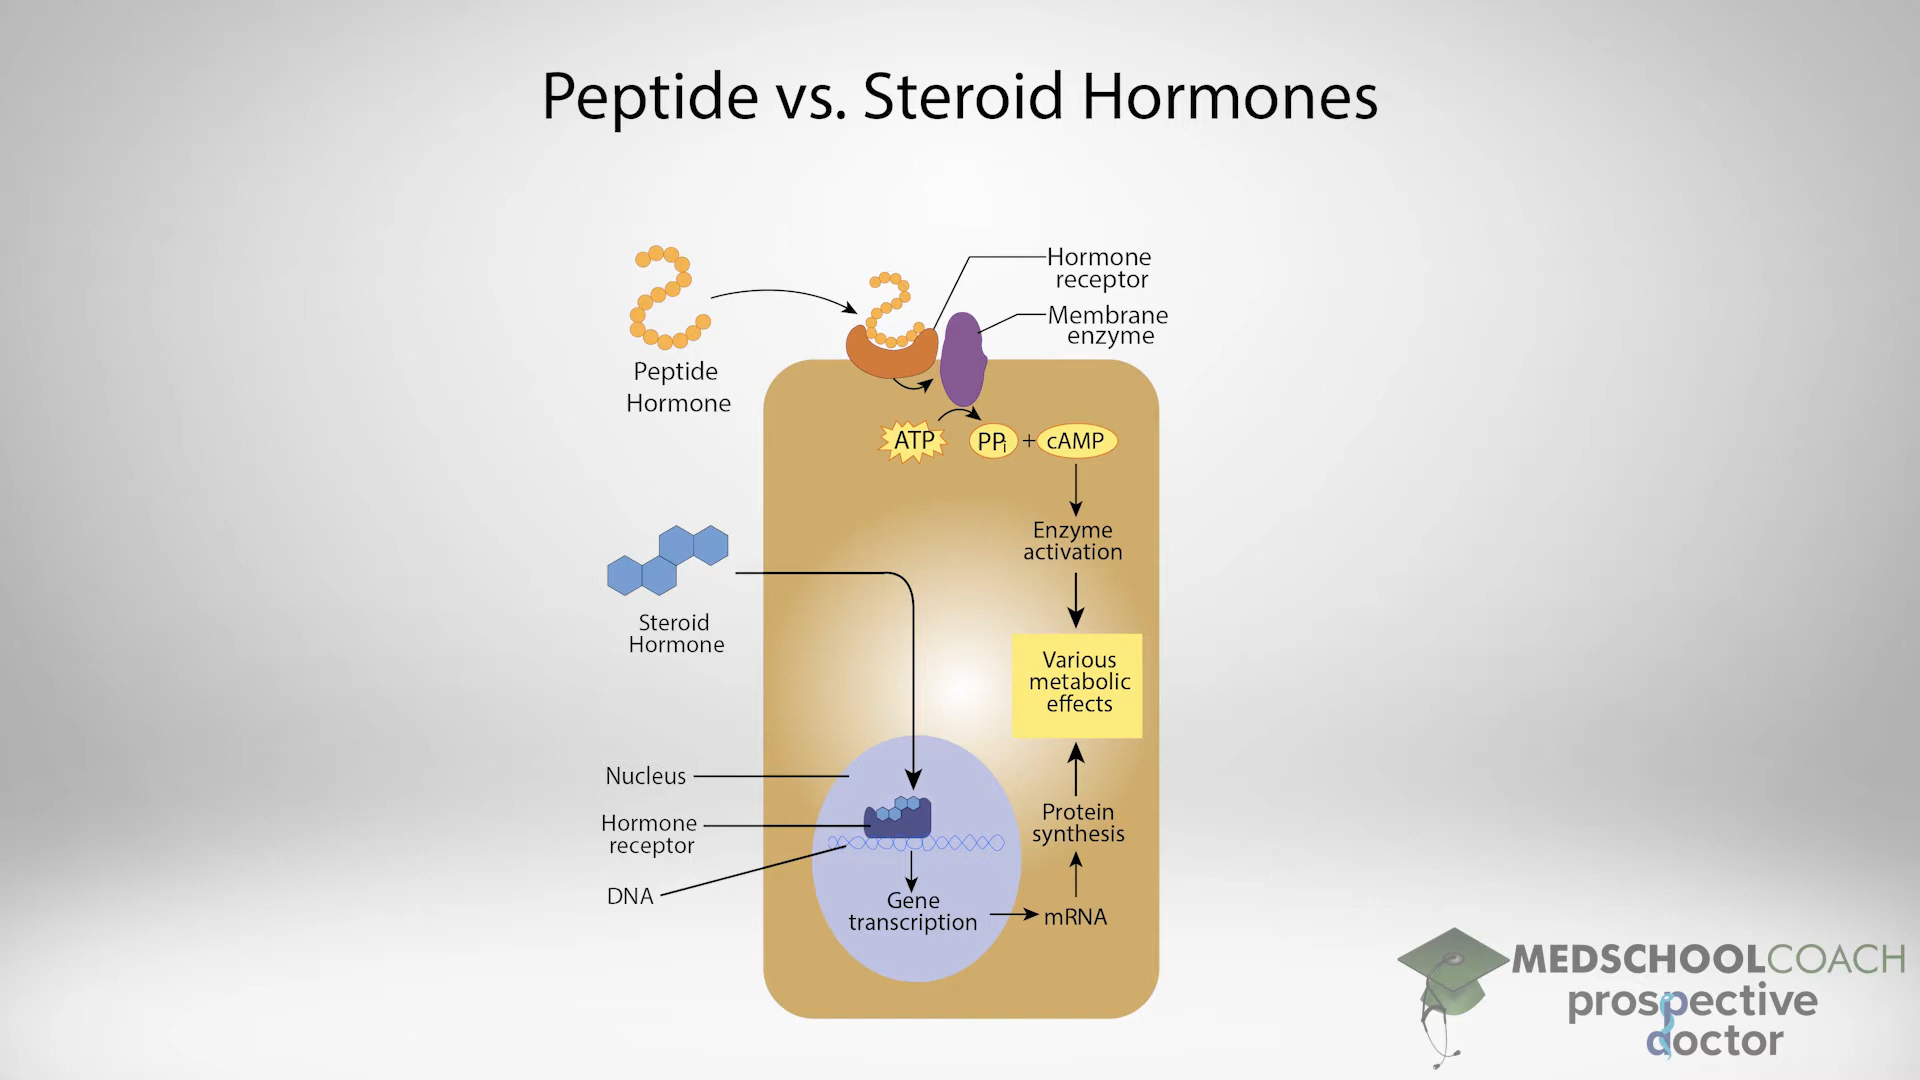 Peptide vs. Steroid Hormones
Hormone
receptor
Membrane
enzyme
Peptide
Hormone
ATP
PPi
+
cAMP
Enzyme
activation
Steroid
Hormone
Various
metabolic
effects
Nucleus
Hormone
receptor
DNA
Protein
synthesis
Gene
transcription
mRNA
MEDSCHOOLCOACH
prospective
doctor